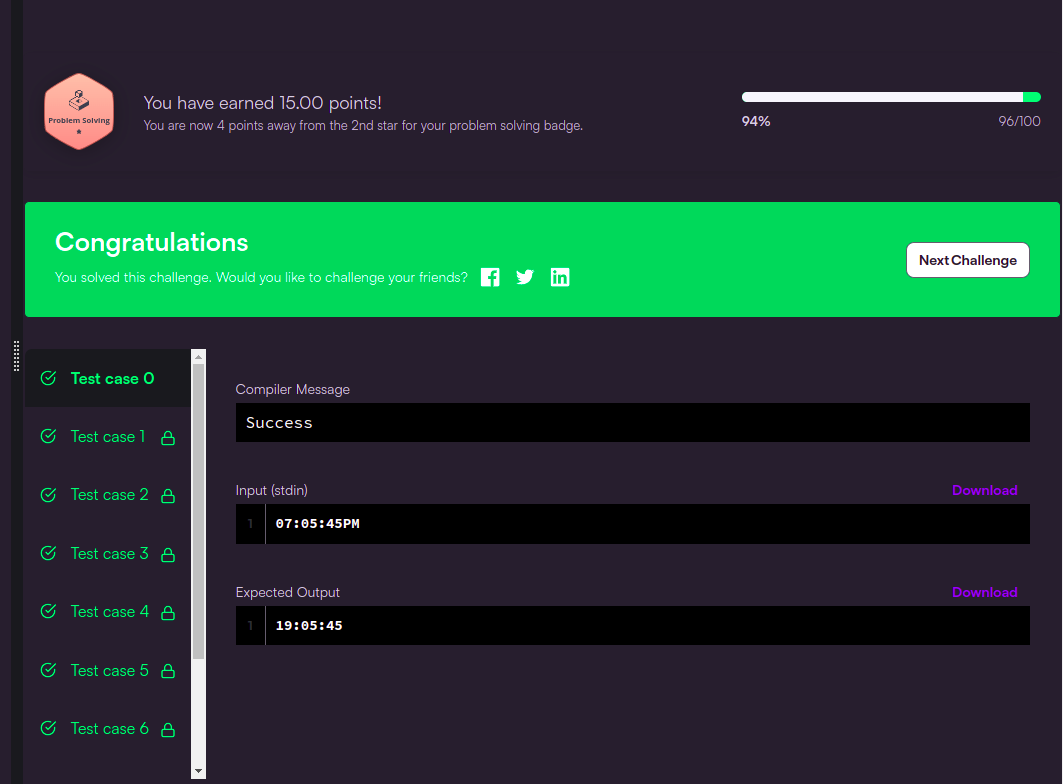 Problem Solving
You have earned 15.00 points!
You are now 4 points away from the 2nd star for your problem solving badge.
94%
96/100
Congratulations
You solved this challenge. Would you like to challenge your friends?
Next Challenge
Test case 0
Test case 1
Test case 2
Test case 3
Test case 4
Test case 5
Test case 6
Compiler Message
Success
Input (stdin)
Download
1
07:05:45PM
Expected Output
Download
1
19:05:45